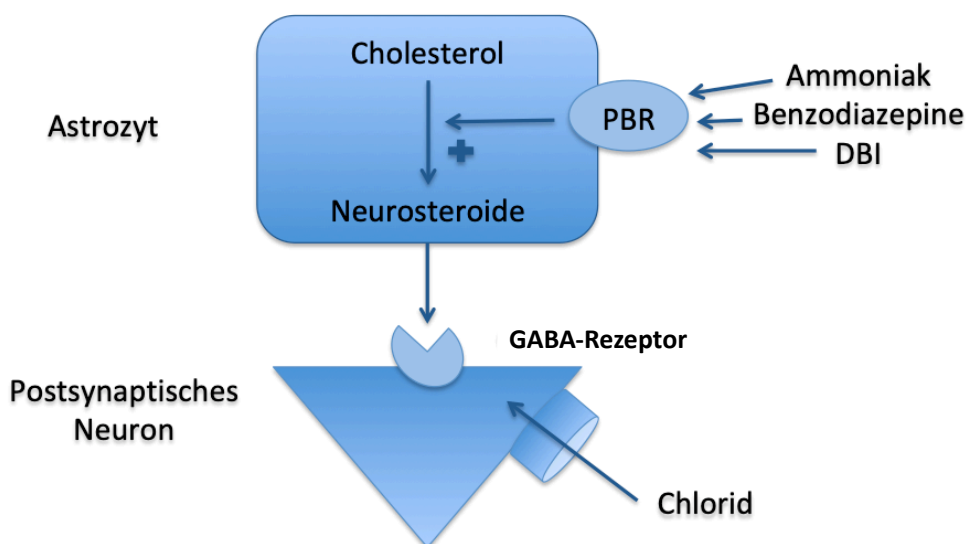 Cholesterol
Astrozyt
PBR
Ammoniak
Benzodiazepine
DBI
Neurosteroide
GABA-Rezeptor
Postsynaptisches
Neuron
Chlorid